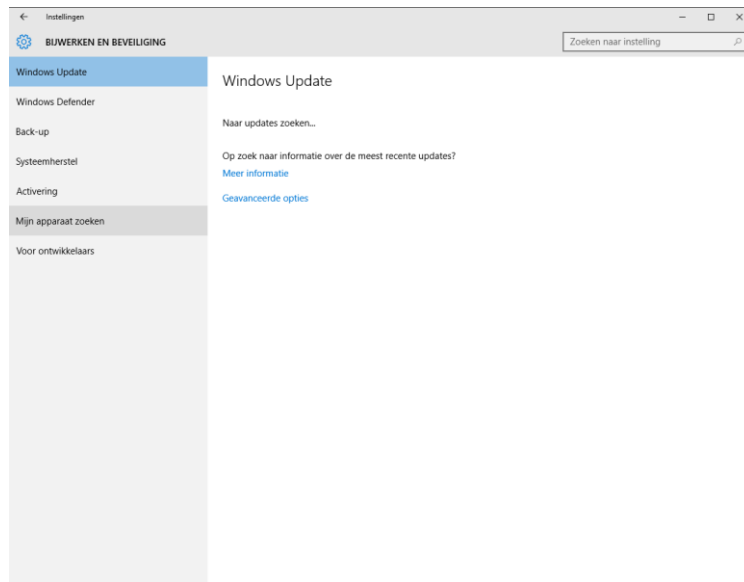 Instellingen
BIJWERKEN EN BEVEILIGING
Zoeken naar instelling
Windows Update
Windows Defender
Back-up
Systeemherstel
Activering
Mijn apparaat zoeken
Voor ontwikkelaars
Windows Update
Naar updates zoeken...
Op zoek naar informatie over de meest recente updates?
Meer informatie
Geavanceerde opties